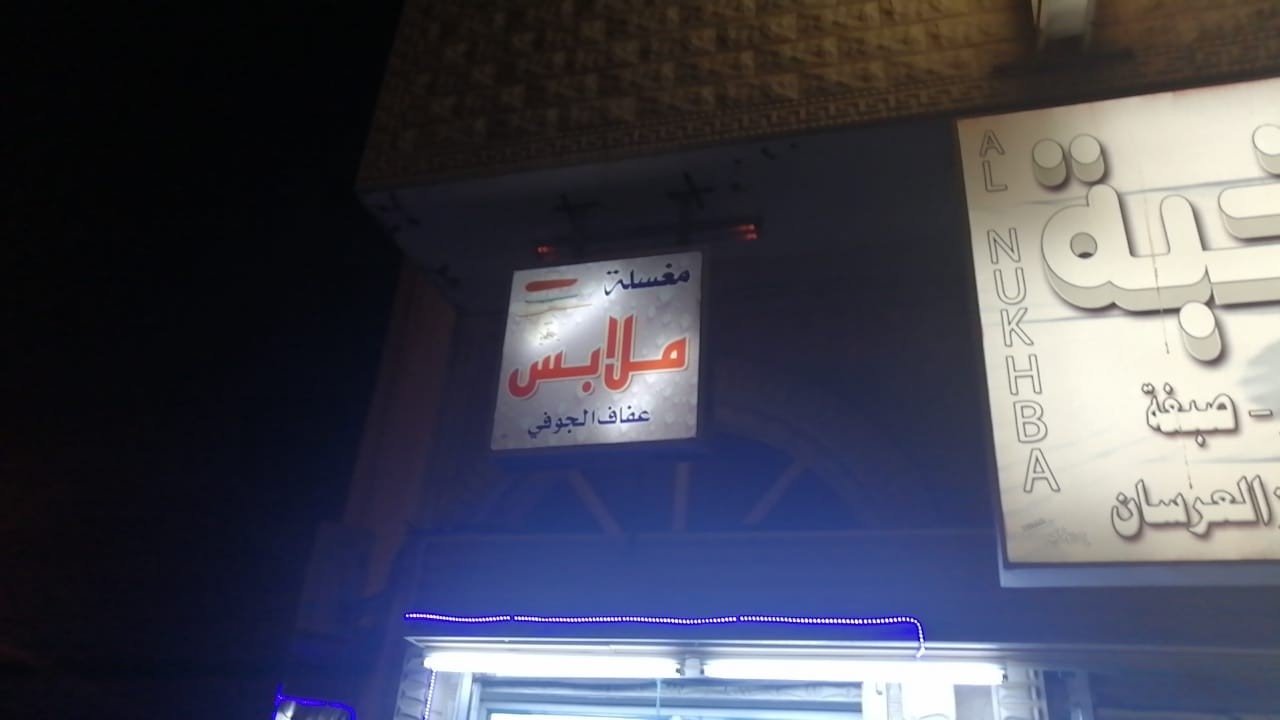 مغسلة
ملابس
عفاف الجوفي
AL NUKHBA
- صبغة
العرسان